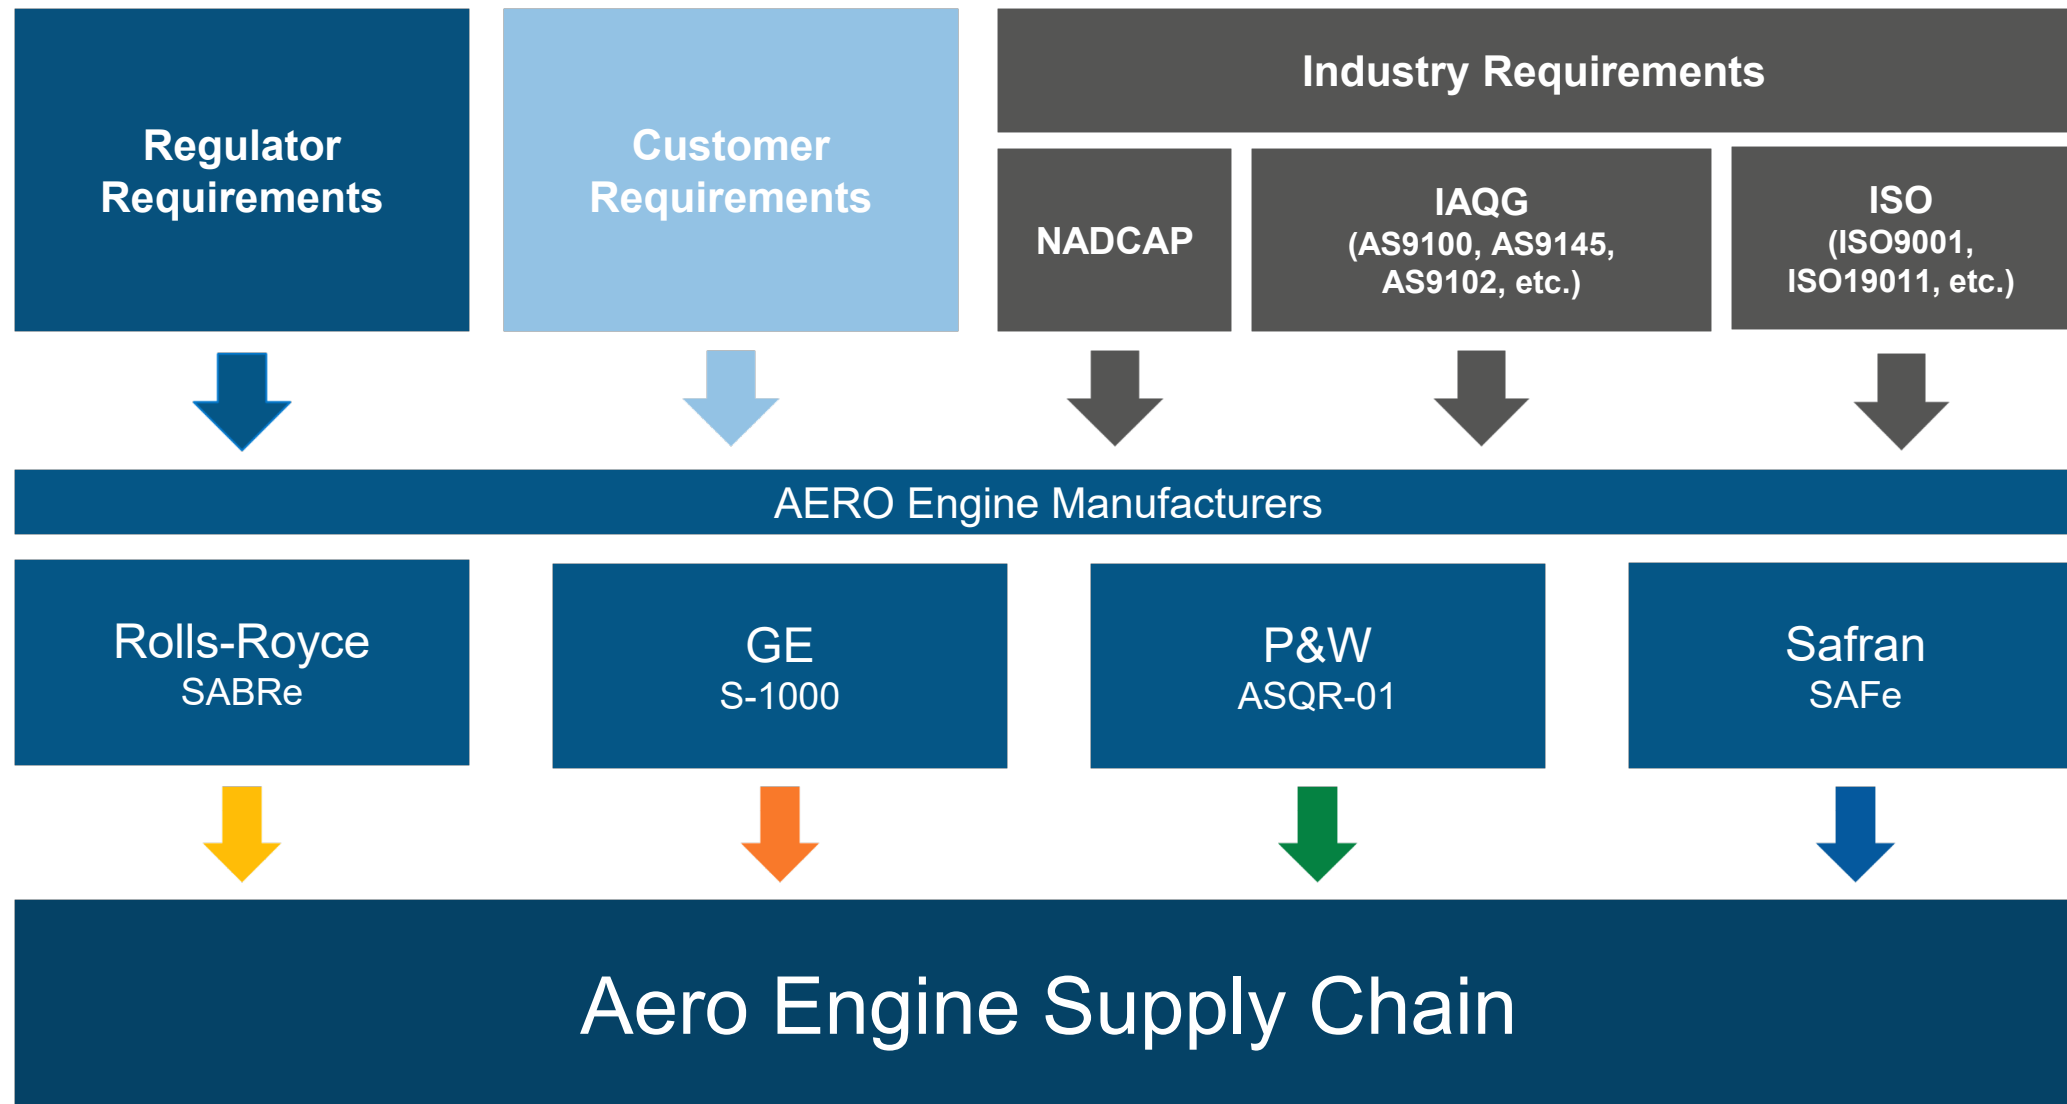 Regulator
Requirements
Customer
Requirements
Industry Requirements
NADCAP
IAQG
(AS9100, AS9145,
AS9102, etc.)
ISO
(ISO9001,
ISO19011, etc.)
AERO Engine Manufacturers
Rolls-Royce
SABRe
GE
S-1000
P&W
ASQR-01
Safran
SAFe
Aero Engine Supply Chain